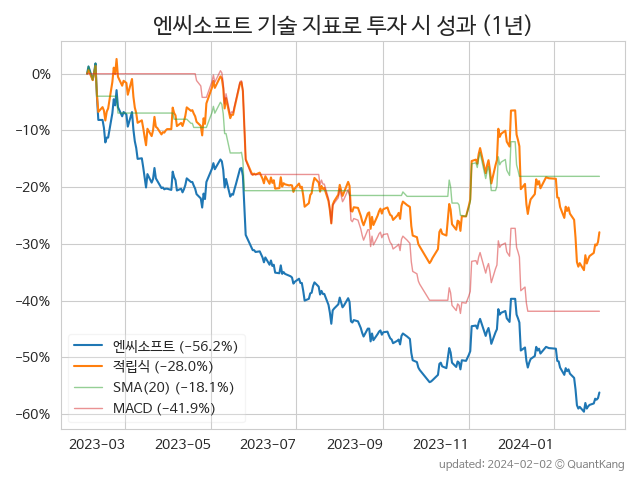 엔씨소프트 기술 지표로 투자 시 성과 (1년)
0%
−10%
−20%
−30%
−40%
−50%
−60%
엔씨소프트 (−56.2%)
적립식 (−28.0%)
SMA(20) (−18.1%)
MACD (−41.9%)
2023−03 2023−05 2023−07 2023−09 2023−11 2024−01
updated: 2024−02−02 © QuantKang